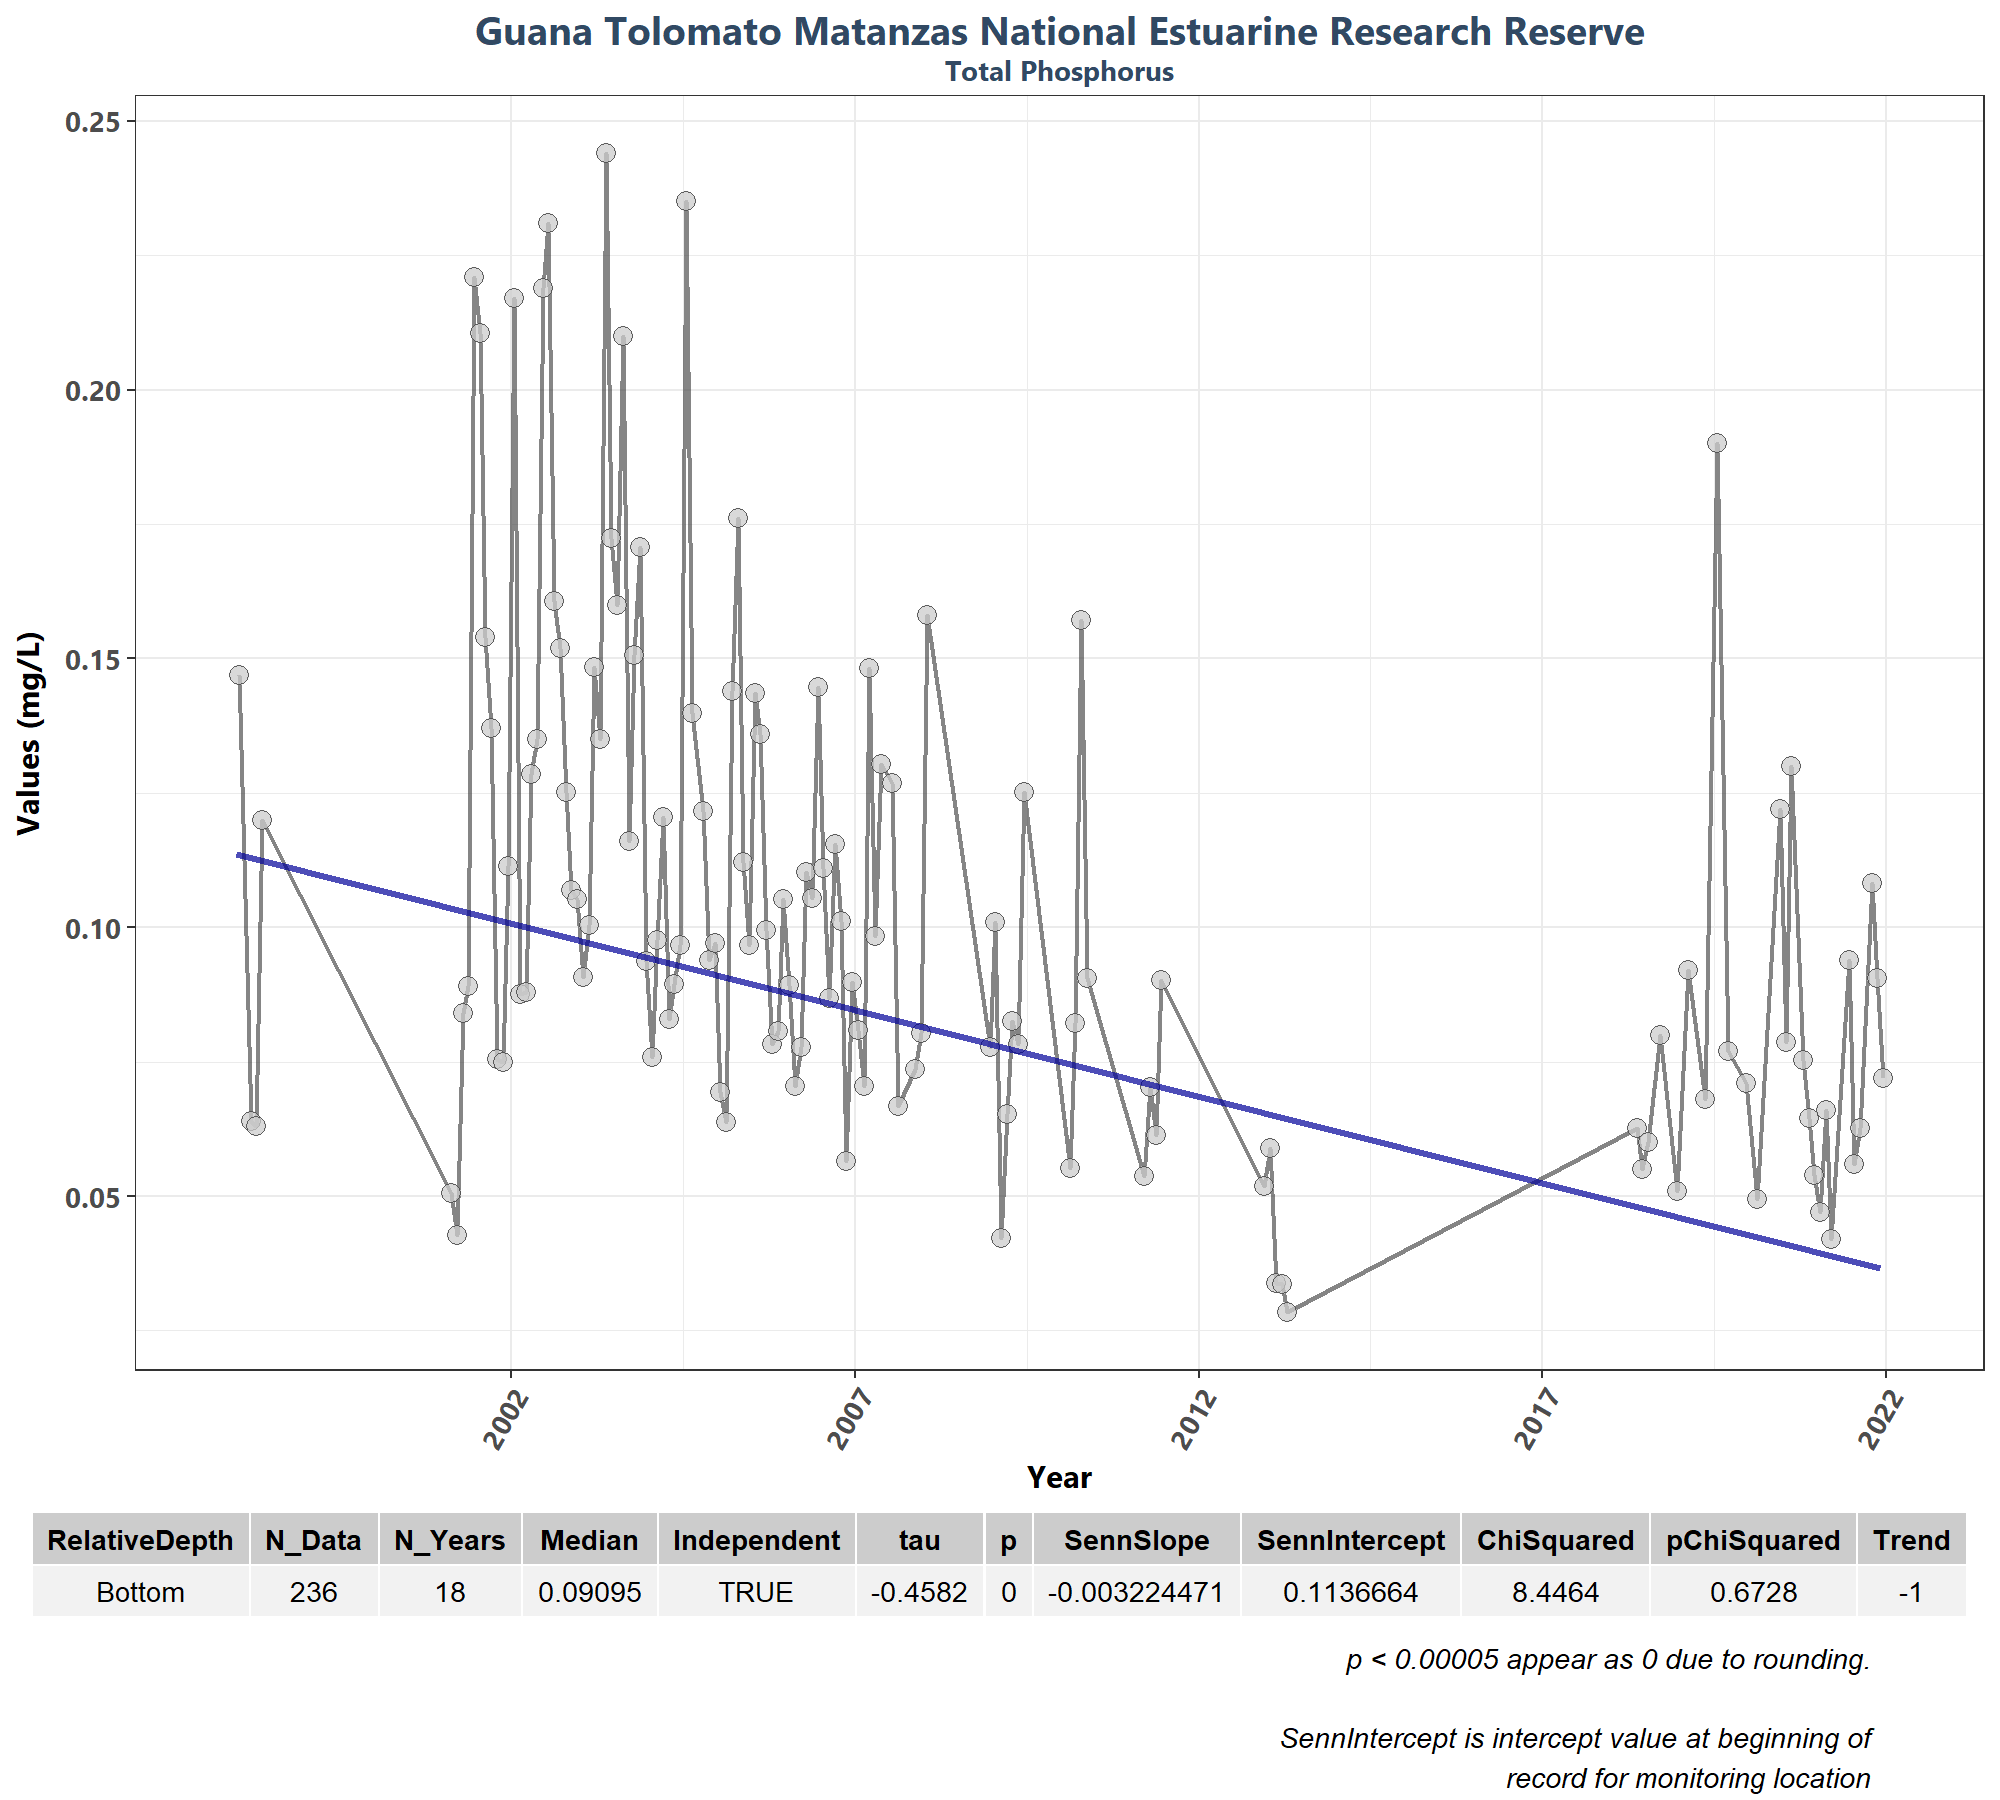 Guana Tolomato Matanzas National Estuarine Research Reserve
Total Phosphorus
Values (mg/L)
0.25
0.20
0.15
0.10
0.05
2002 2007 2012 2017 2022
Year
RelativeDepth N_Data N_Years Median Independent tau p SennSlope SennIntercept ChiSquared pChiSquared Trend
Bottom 236 18 0.09095 TRUE -0.4582 0 -0.003224471 0.1136664 8.4464 0.6728 -1
p < 0.00005 appear as 0 due to rounding.
SennIntercept is intercept value at beginning of
record for monitoring location